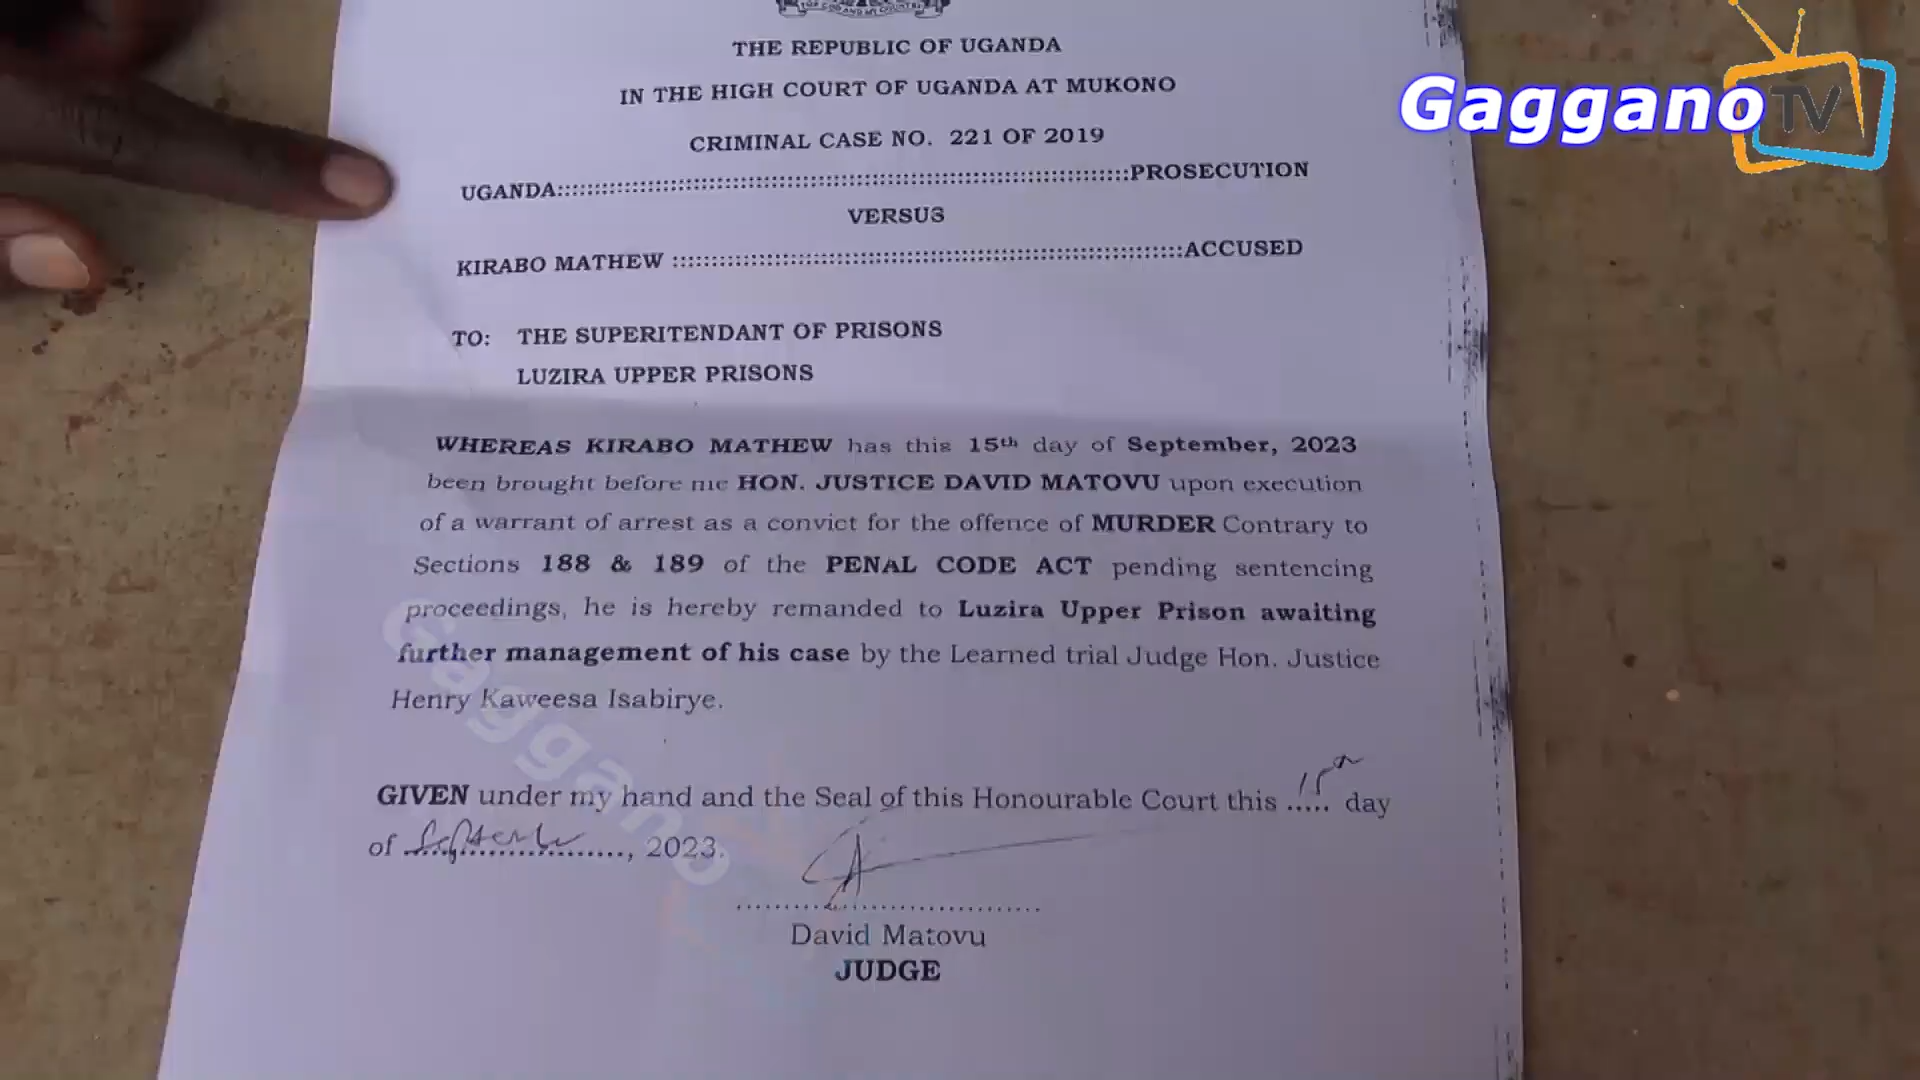 FOR GOD AND MY COUNTRY
Gaggano TV
THE REPUBLIC OF UGANDA
IN THE HIGH COURT OF UGANDA AT MUKONO
CRIMINAL CASE NO. 221 OF 2019
UGANDA::::::::::::::::::::::::::::::::::::::::::::::::::::::::::::::::::::::PROSECUTION
VERSUS
KIRABO MATHEW ::::::::::::::::::::::::::::::::::::::::::::::::::::::::::::::ACCUSED
TO: THE SUPERITENDANT OF PRISONS
LUZIRA UPPER PRISONS
WHEREAS KIRABO MATHEW has this 15th day of September, 2023
been brought before me HON. JUSTICE DAVID MATOVU upon execution
of a warrant of arrest as a convict for the offence of MURDER Contrary to
Sections 188 & 189 of the PENAL CODE ACT pending sentencing
proceedings, he is hereby remanded to Luzira Upper Prison awaiting
further management of his case by the Learned trial Judge Hon. Justice
Henry Kaweesa Isabirye.
GIVEN under my hand and the Seal of this Honourable Court this 15th day
of September, 2023.
David Matovu
JUDGE
Gaggano